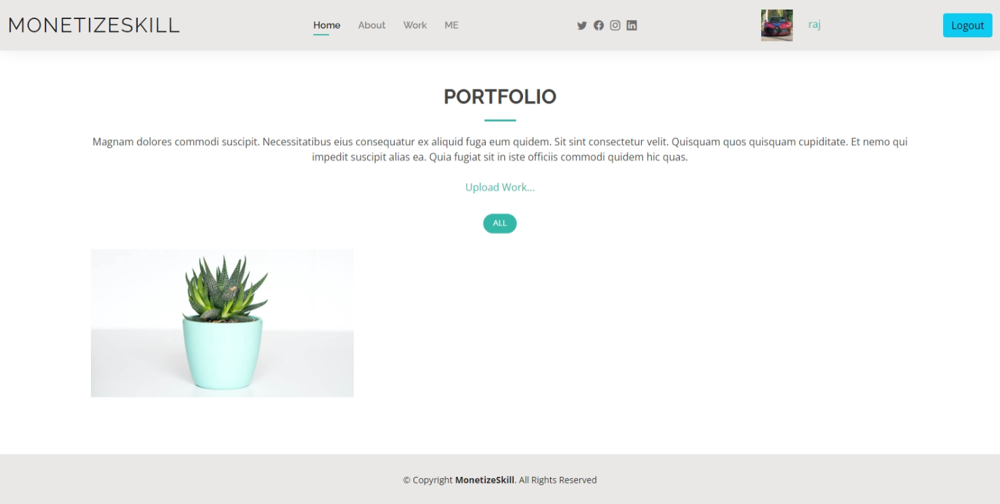 MONETIZESKILL
Home About Work ME
raj
Logout
PORTFOLIO
Magnam dolores commodi suscipit. Necessitatibus eius consequatur ex aliquid fuga eum quidem. Sit sint consectetur velit. Quisquam quos quisquam cupiditate. Et nemo qui
impedit suscipit alias ea. Quia fugiat sit in iste officiis commodi quidem hic quas.
Upload Work...
ALL
© Copyright MonetizeSkill. All Rights Reserved